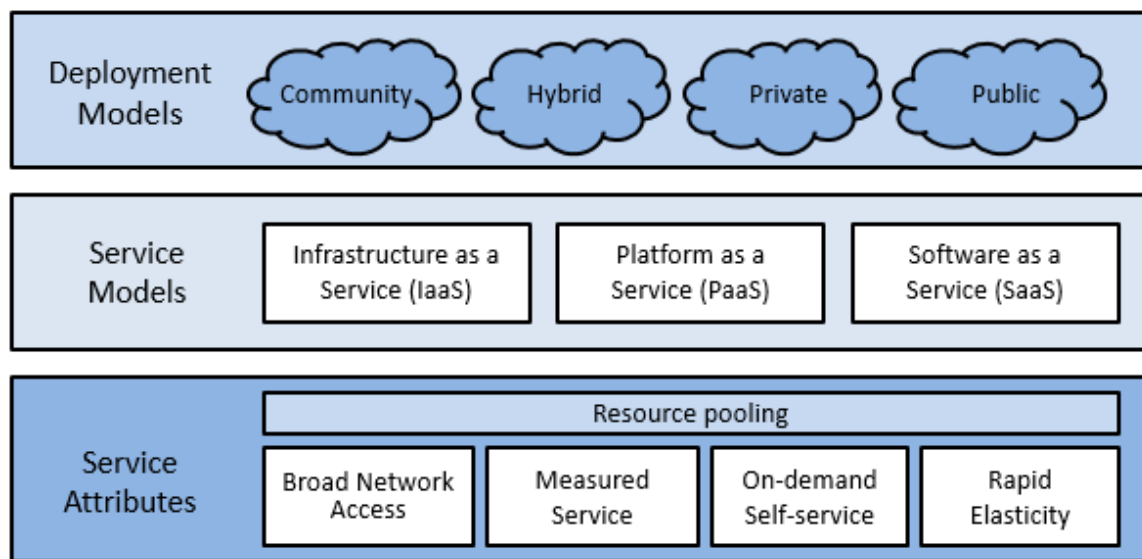 Deployment
Models
Community
Hybrid
Private
Public
Service
Models
Infrastructure as a
Service (IaaS)
Platform as a
Service (PaaS)
Software as a
Service (SaaS)
Service
Attributes
Resource pooling
Broad Network
Access
Measured
Service
On-demand
Self-service
Rapid
Elasticity